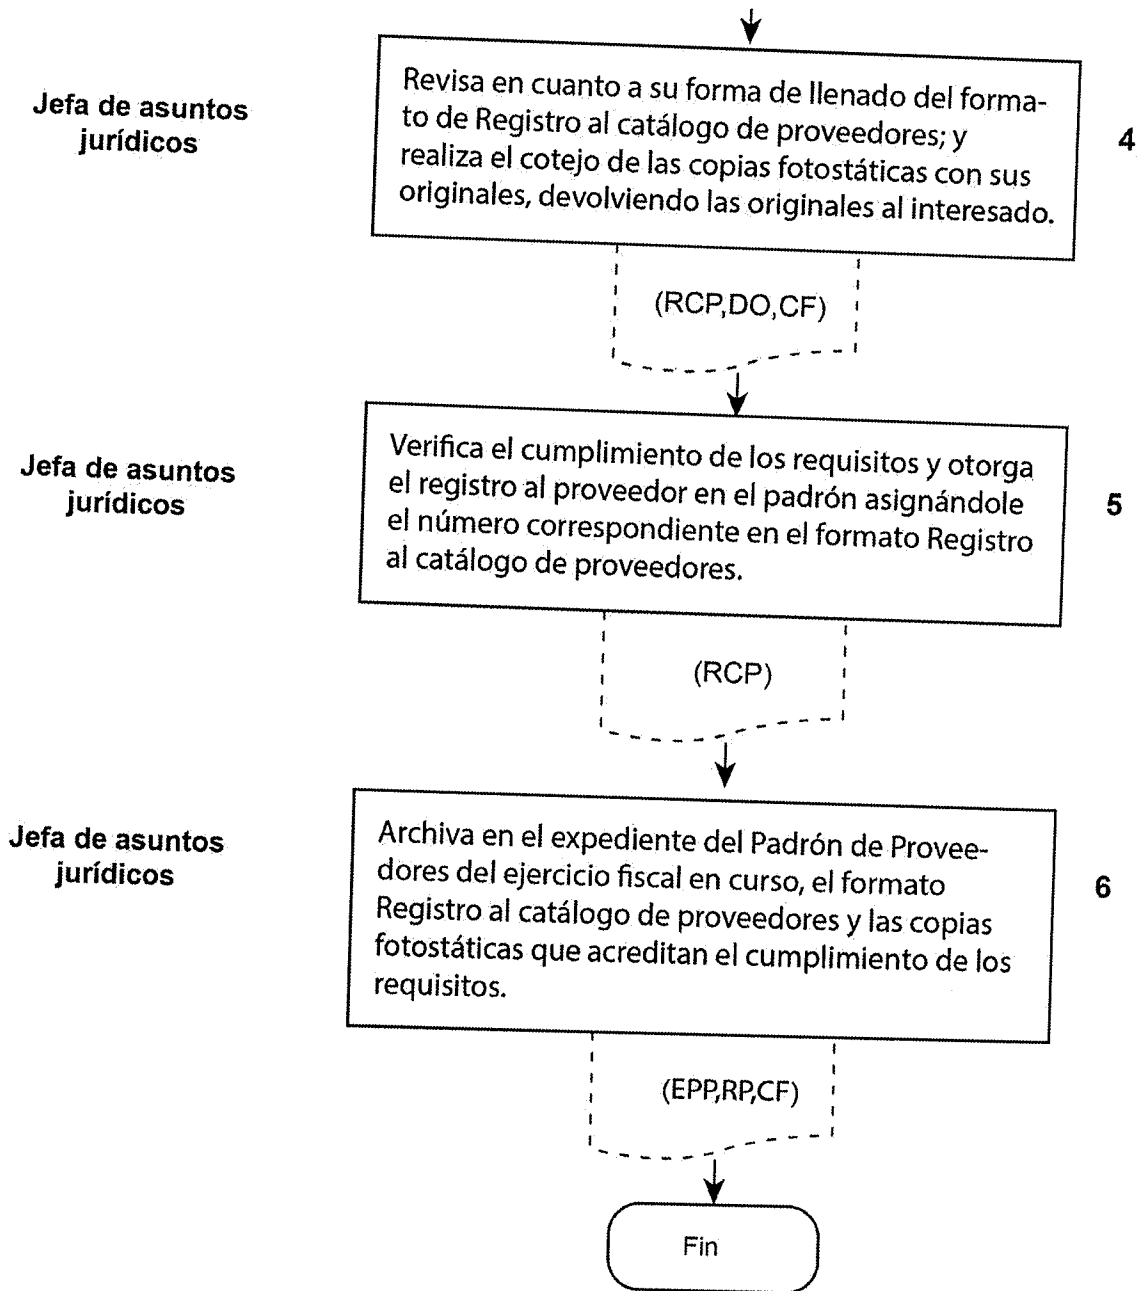 Jefa de asuntos
jurídicos
Revisa en cuanto a su forma de llenado del forma-
to de Registro al catálogo de proveedores; y
realiza el cotejo de las copias fotostáticas con sus
originales, devolviendo las originales al interesado.
4
(RCP,DO,CF)
Jefa de asuntos
jurídicos
Verifica el cumplimiento de los requisitos y otorga
el registro al proveedor en el padrón asignándole
el número correspondiente en el formato Registro
al catálogo de proveedores.
5
(RCP)
Jefa de asuntos
jurídicos
Archiva en el expediente del Padrón de Provee-
dores del ejercicio fiscal en curso, el formato
Registro al catálogo de proveedores y las copias
fotostáticas que acreditan el cumplimiento de los
requisitos.
6
(EPP,RP,CF)
Fin